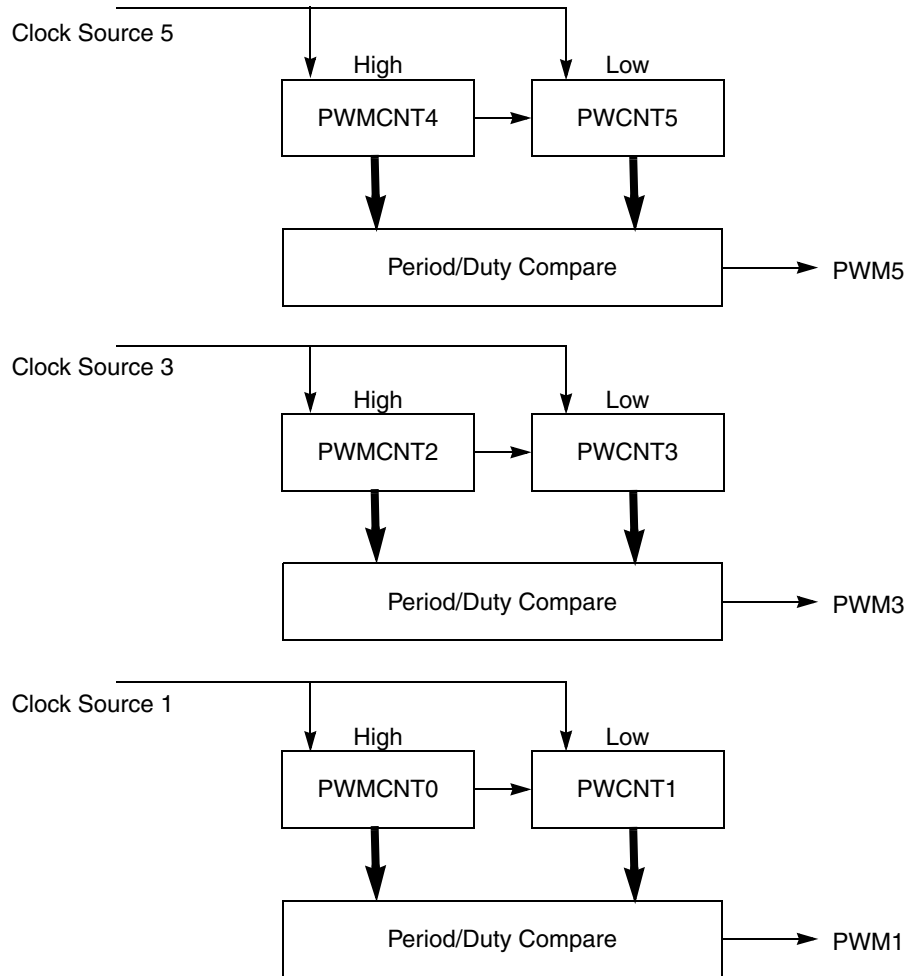 Clock Source 5
High
Low
PWMCNT4
PWCNT5
Period/Duty Compare
PWM5
Clock Source 3
High
Low
PWMCNT2
PWCNT3
Period/Duty Compare
PWM3
Clock Source 1
High
Low
PWMCNT0
PWCNT1
Period/Duty Compare
PWM1